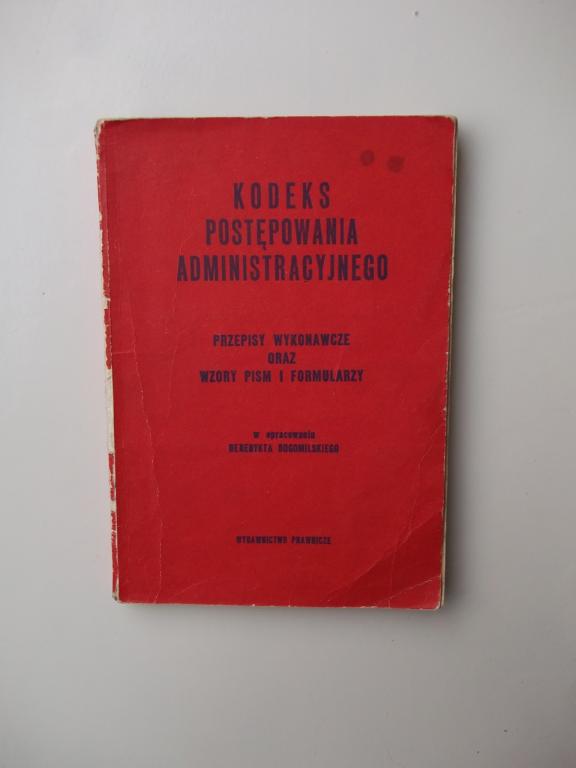 KODEKS
POSTĘPOWANIA
ADMINISTRACYJNEGO
PRZEPISY WYKONAWCZE
ORAZ
WZORY PISM I FORMULARZY
w opracowaniu
BENEDYKTA BOGOMILSKIEGO
WYDAWNICTWO PRAWNICZE